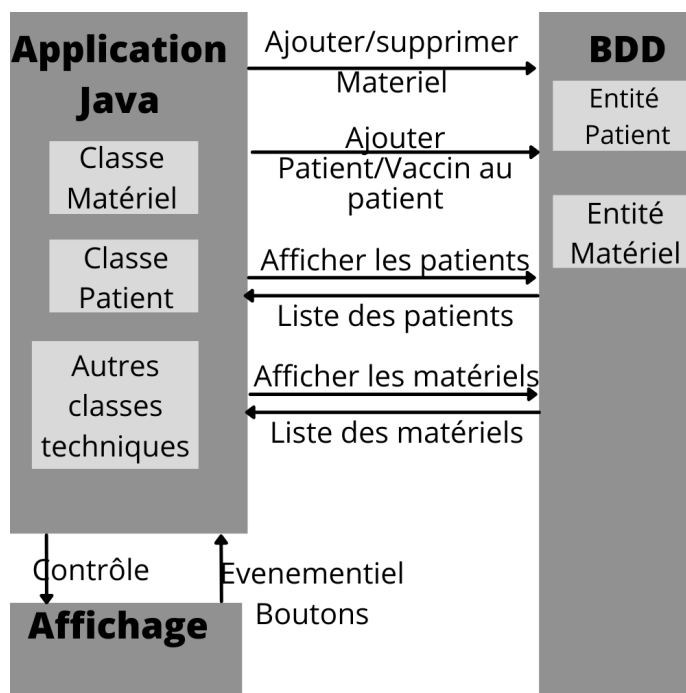 Application
Java
Classe
Matériel
Classe
Patient
Autres
classes
techniques
Ajouter/supprimer
Materiel
Ajouter
Patient/Vaccin au
patient
Afficher les patients
Liste des patients
Afficher les matériels
Liste des matériels
BDD
Entité
Patient
Entité
Matériel
Contrôle
Evenementiel
Boutons
Affichage